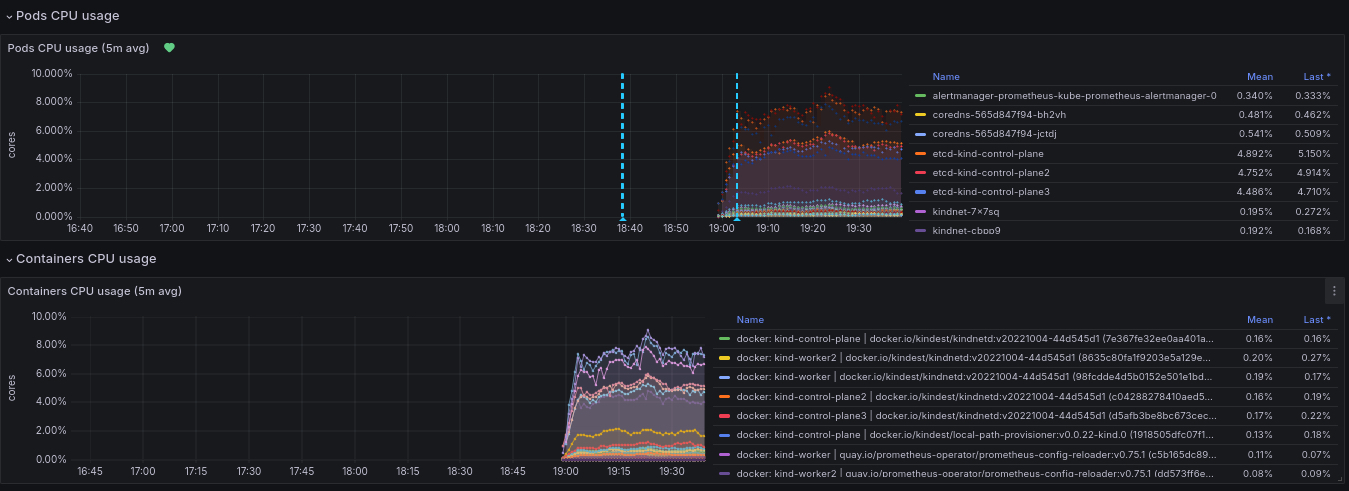 Pods CPU usage
Pods CPU usage (5m avg)
cores
10.000%
8.000%
6.000%
4.000%
2.000%
0.000%
16:40 16:50 17:00 17:10 17:20 17:30 17:40 17:50 18:00 18:10 18:20 18:30 18:40 18:50 19:00 19:10 19:20 19:30
Name Mean Last *
alertmanager-prometheus-kube-prometheus-alertmanager-0 0.340% 0.333%
coredns-565d847f94-bh2vh 0.481% 0.462%
coredns-565d847f94-jctdj 0.541% 0.509%
etcd-kind-control-plane 4.892% 5.150%
etcd-kind-control-plane2 4.752% 4.914%
etcd-kind-control-plane3 4.486% 4.710%
kindnet-7x7sq 0.195% 0.272%
kindnet-cbpp9 0.192% 0.168%
Containers CPU usage
Containers CPU usage (5m avg)
cores
10.00%
8.00%
6.00%
4.00%
2.00%
0.00%
16:45 17:00 17:15 17:30 17:45 18:00 18:15 18:30 18:45 19:00 19:15 19:30
Name Mean Last *
docker: kind-control-plane | docker.io/kindest/kindnetd:v20221004-44d545d1 (7e367fe32ee0aa401a... 0.16% 0.16%
docker: kind-worker2 | docker.io/kindest/kindnetd:v20221004-44d545d1 (8635c80fa1f9203e5a129e... 0.20% 0.27%
docker: kind-worker | docker.io/kindest/kindnetd:v20221004-44d545d1 (98fcdde4d5b0152e501e1bd... 0.19% 0.17%
docker: kind-control-plane2 | docker.io/kindest/kindnetd:v20221004-44d545d1 (c04288278410aed5... 0.16% 0.19%
docker: kind-control-plane3 | docker.io/kindest/kindnetd:v20221004-44d545d1 (d5afb3be8bc673cec... 0.17% 0.22%
docker: kind-control-plane | docker.io/kindest/local-path-provisioner:v0.0.22-kind.0 (1918505dfc07f1... 0.13% 0.18%
docker: kind-worker | quay.io/prometheus-operator/prometheus-config-reloader:v0.75.1 (c5b165dc89... 0.11% 0.07%
docker: kind-worker2 | quay.io/prometheus-operator/prometheus-config-reloader:v0.75.1 (dd573ff6e... 0.08% 0.09%